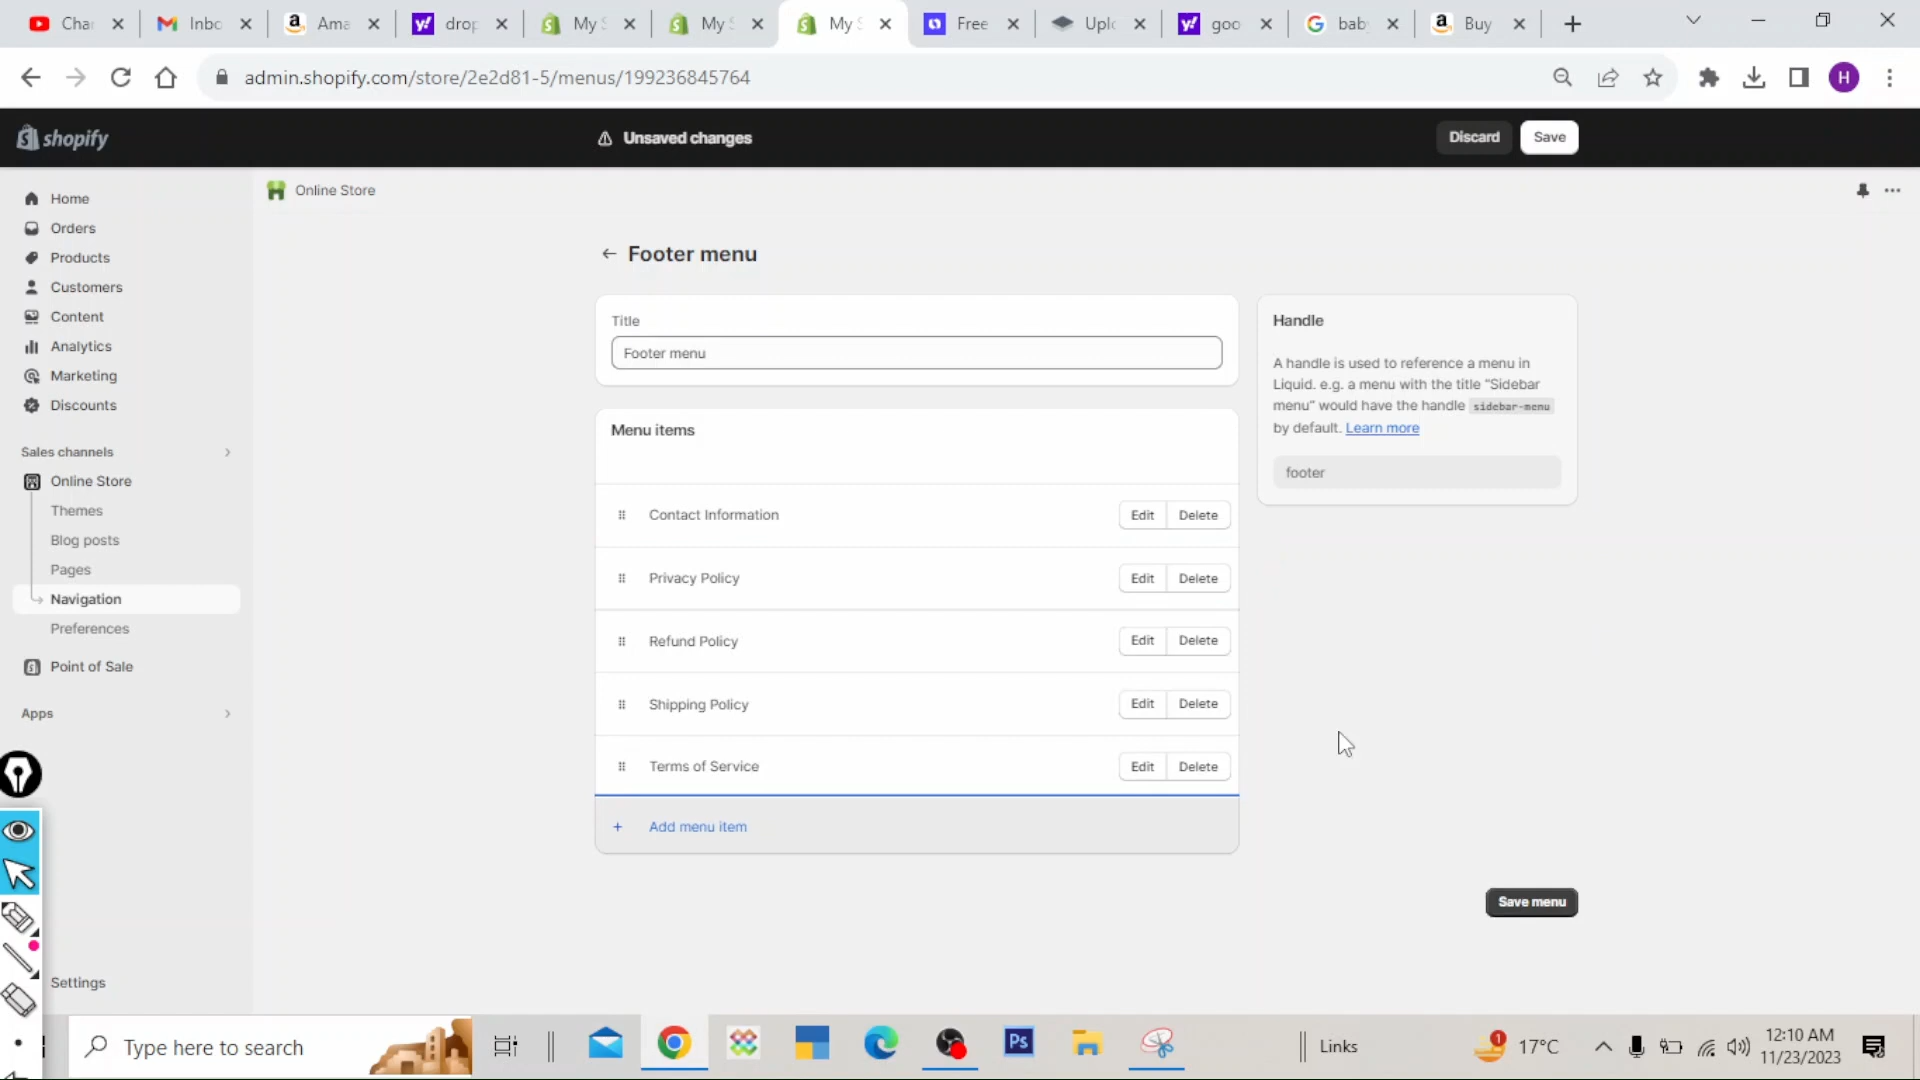 Cha
Inbo
Ama
drop
My S
My S
My S
Free
Uplo
goo
bab
Buy
admin.shopify.com/store/2e2d81-5/menus/199236845764
H
shopify
Unsaved changes
Discard
Save
Home
Orders
Products
Customers
Content
Analytics
Marketing
Discounts
Sales channels
Online Store
Themes
Blog posts
Pages
Navigation
Preferences
Point of Sale
Apps
Settings
Online Store
Footer menu
Title
Footer menu
Menu items
Contact Information Edit Delete
Privacy Policy Edit Delete
Refund Policy Edit Delete
Shipping Policy Edit Delete
Terms of Service Edit Delete
+ Add menu item
Handle
A handle is used to reference a menu in
Liquid. e.g. a menu with the title "Sidebar
menu" would have the handle sidebar-menu
by default. Learn more
footer
Save menu
Type here to search
Ps
Links
1
17°C
12:10 AM
11/23/2023